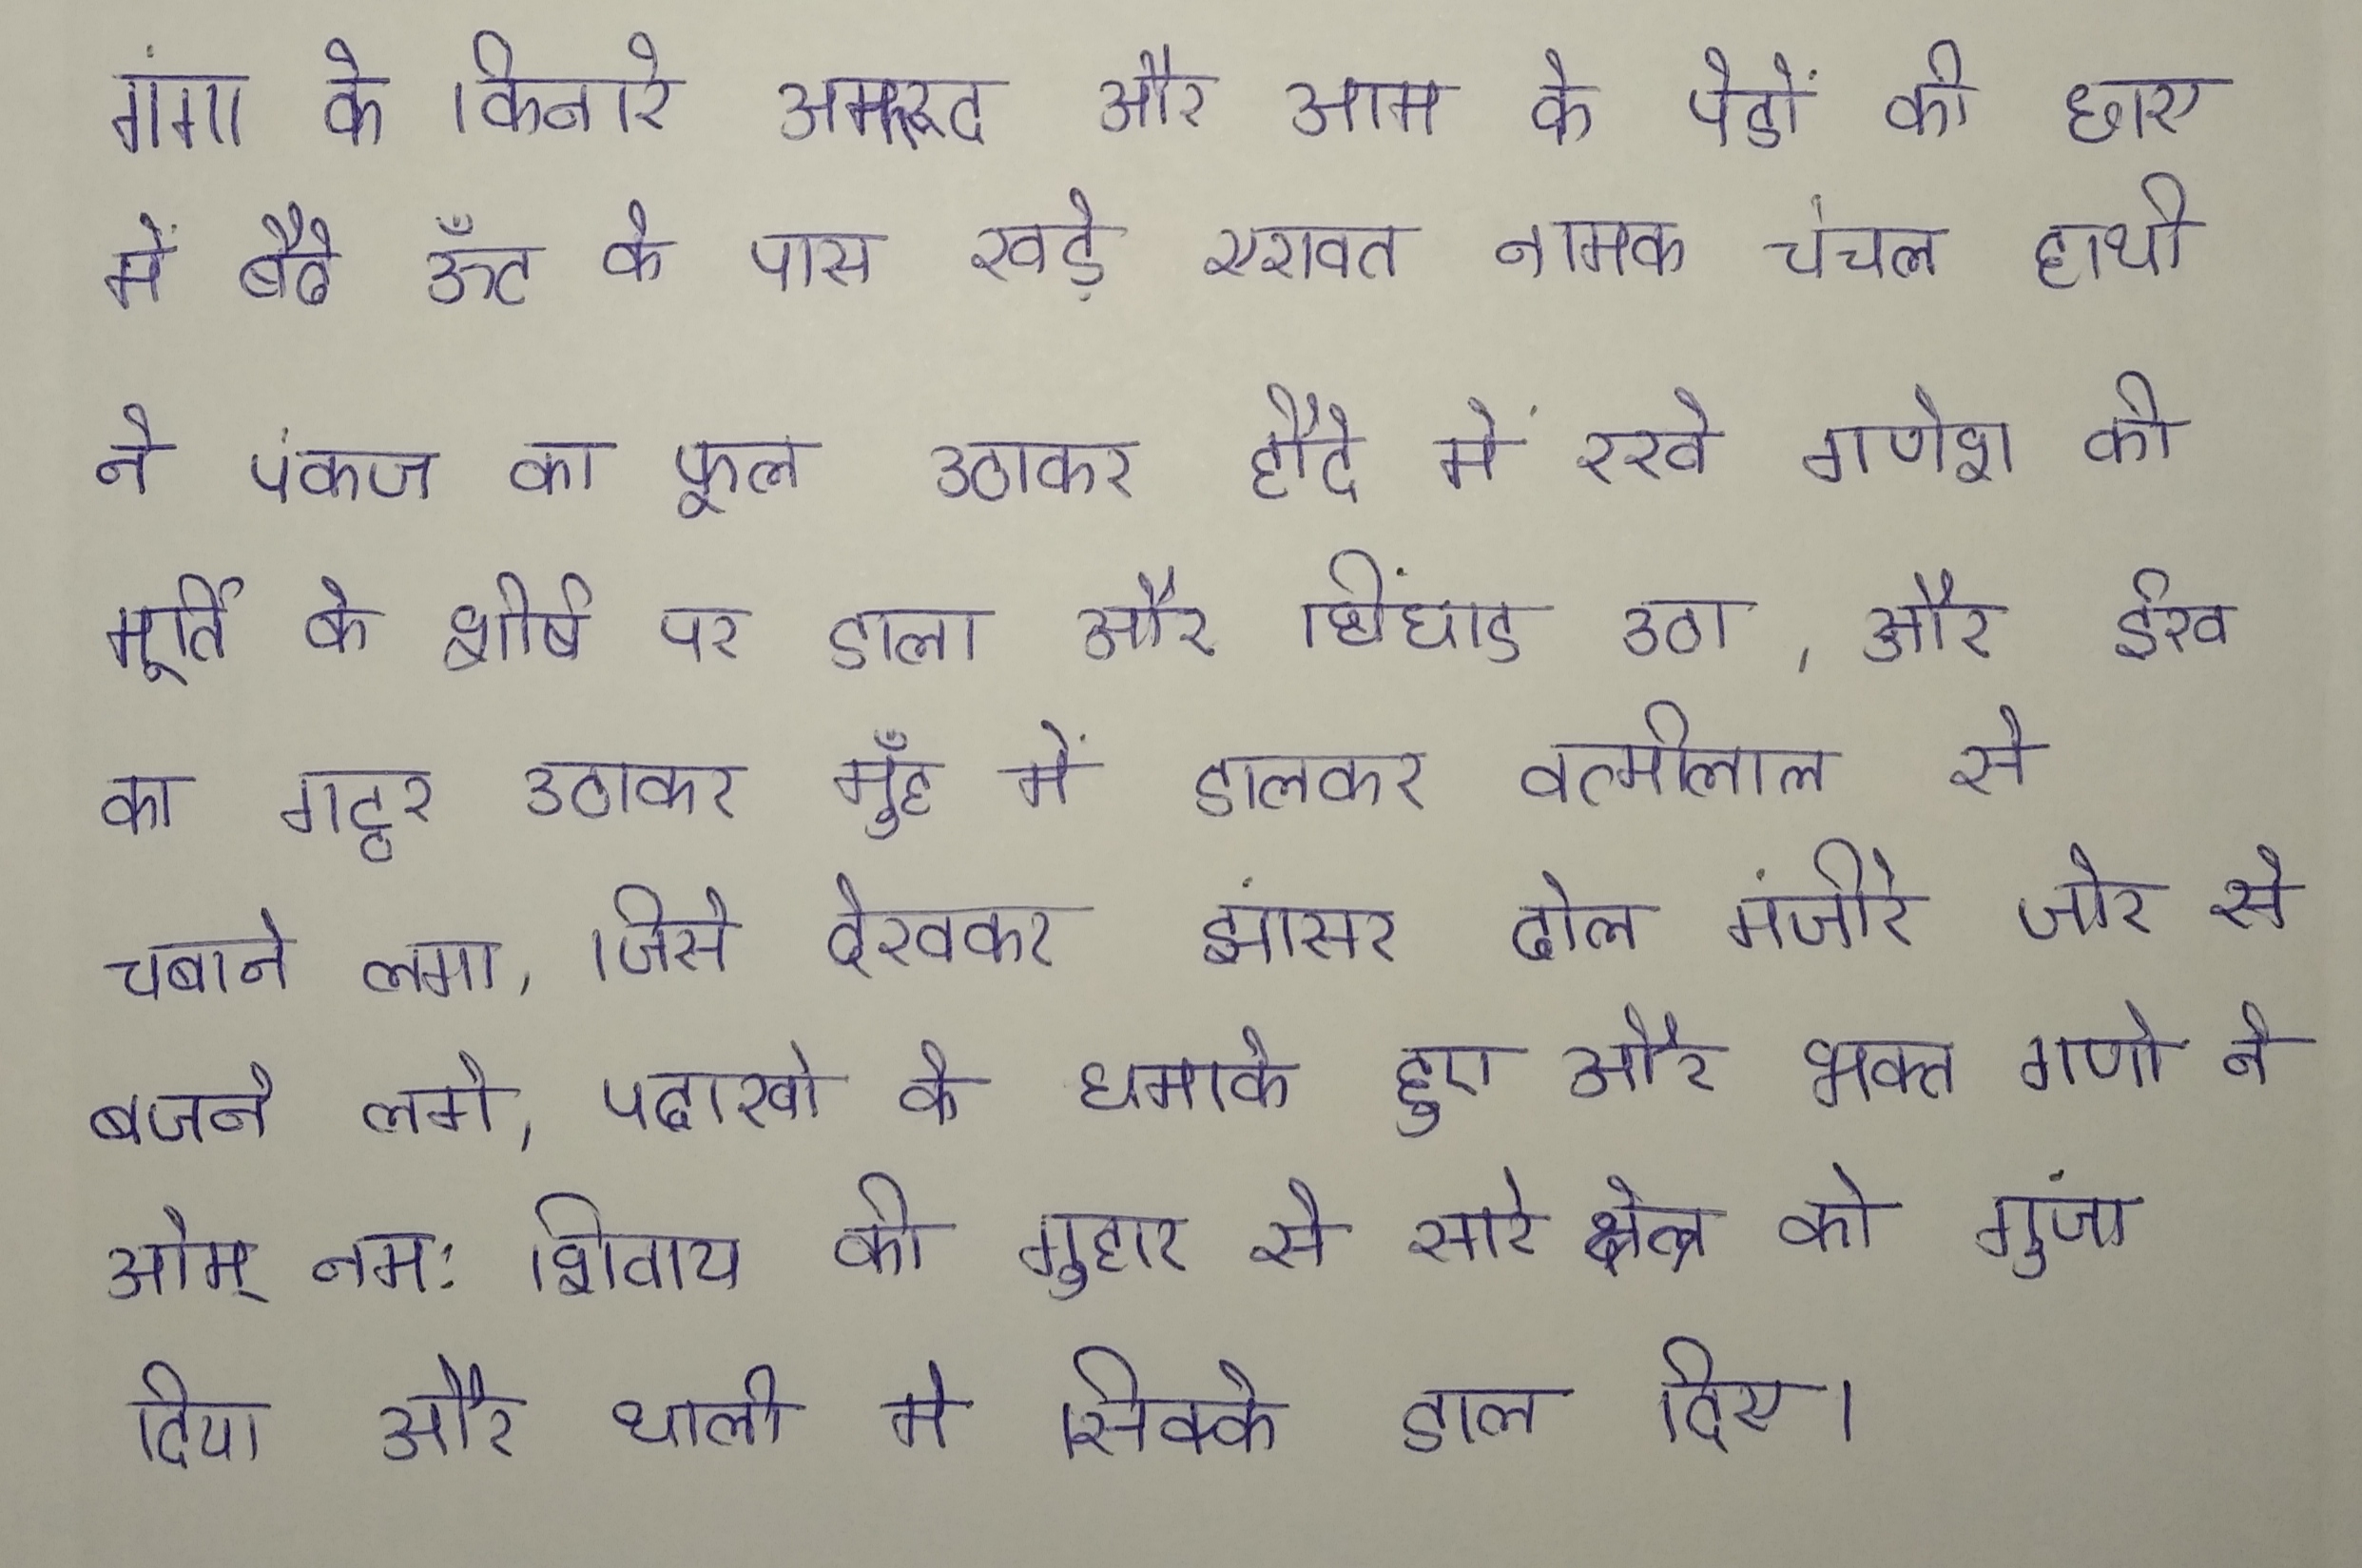 गंगा के किनारे अमरूद और आम के पेडों की छाए
में बैठे ऊँट के पास खड़े एरावत नामक चंचल हाथी
ने पंकज का फूल उठाकर हौदे में रखे गणेश की
मूर्ति के शीर्ष पर डाला और चिंघाड उठा, और ईख
का गट्ठर उठाकर मुँह में डालकर वत्मीलाल से
चबाने लगा, जिसे देखकर झांसर ढोल मंजीरे जोर से
बजने लगे, पटाखो के धमाके हुए और भक्त गणो ने
ओम् नमः शिवाय की गुहार से सारे क्षेत्र को गुंजा
दिया और थाली मे सिक्के डाल दिए।